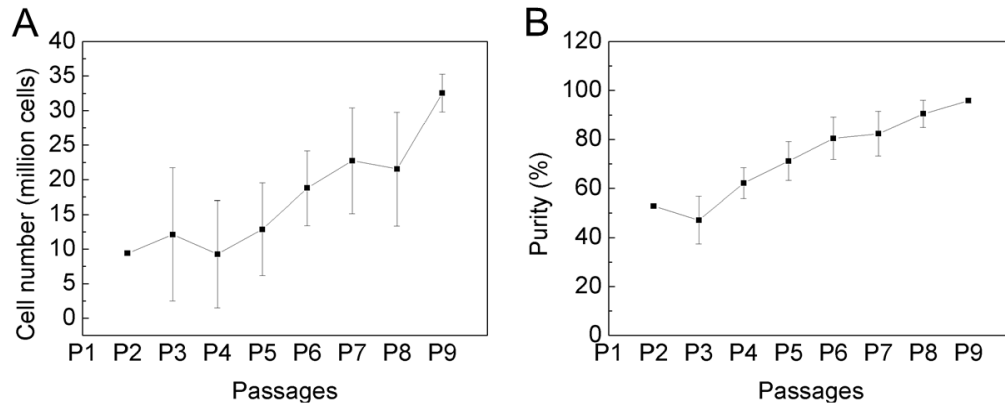 A
Cell number (million cells)
40
35
30
25
20
15
10
5
0
P1 P2 P3 P4 P5 P6 P7 P8 P9
Passages
B
Purity (%)
120
100
80
60
40
20
0
P1 P2 P3 P4 P5 P6 P7 P8 P9
Passages